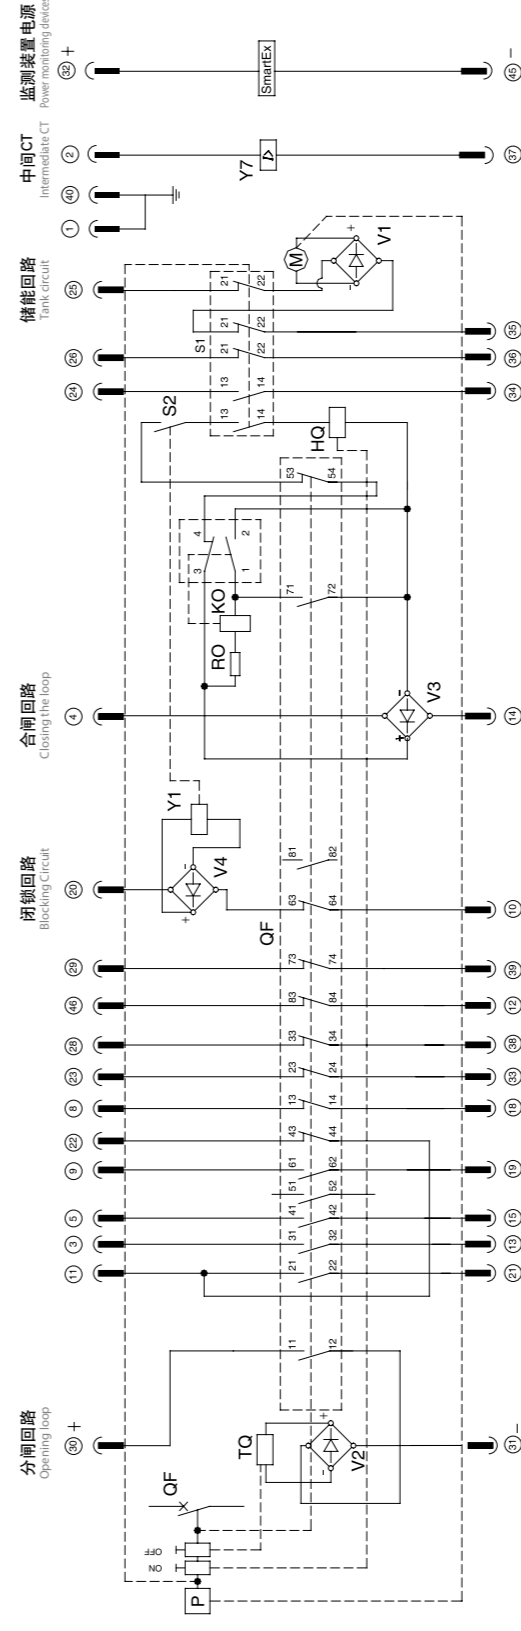 监测装置电源
Power monitoring devices
中间CT
Intermediate CT
储能回路
Tank circuit
合闸回路
Closing the loop
闭锁回路
Blocking Circuit
分闸回路
Opening loop
32 +
2
40
1
25
26
24
4
20
29
46
28
23
8
22
9
5
3
11
30 +
SmartEx
Y7
M
V1
+
-
21 22
21 22
S1
21 22
13 14
13 14
S2
HQ
53 54
4 2
3 1
KO
RO
71 72
V3
+ -
Y1
V4
+ -
81 82
63 64
QF
73 74
83 84
33 34
23 24
13 14
43 44
61 62
51 52
41 42
31 32
21 22
11 12
TQ
V2
+
-
QF
OFF
ON
P
45 −
37
35
36
34
14
10
39
12
38
33
18
19
15
13
21
31 −